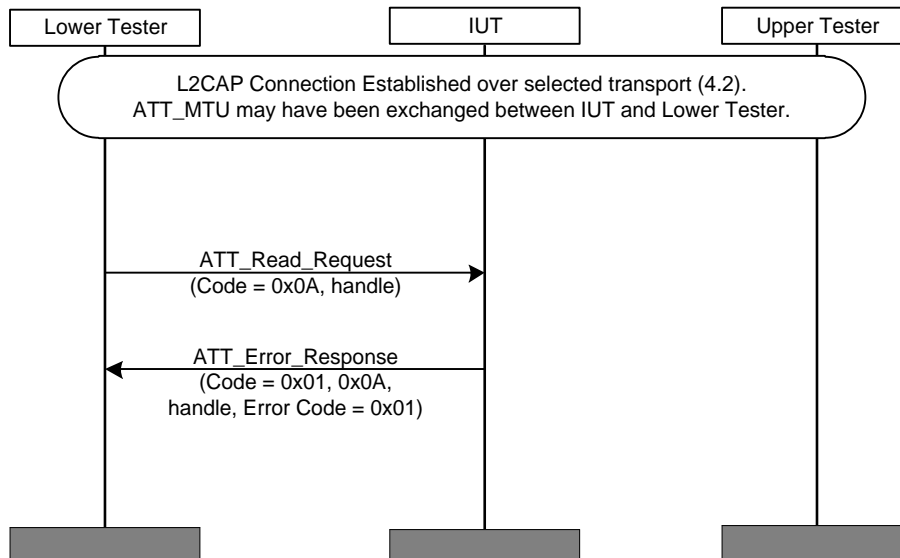 Lower Tester
IUT
Upper Tester
L2CAP Connection Established over selected transport (4.2).
ATT_MTU may have been exchanged between IUT and Lower Tester.
ATT_Read_Request
(Code = 0x0A, handle)
ATT_Error_Response
(Code = 0x01, 0x0A,
handle, Error Code = 0x01)